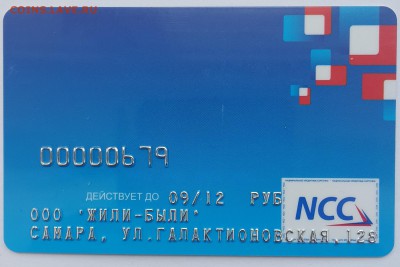 COINS.LAVE.RU
00000679
ДЕЙСТВУЕТ ДО 09/12 РУБ
ООО "ЖИЛИ-БЫЛИ"
САМАРА, УЛ.ГАЛАКТИОНОВСКАЯ,128
NCC